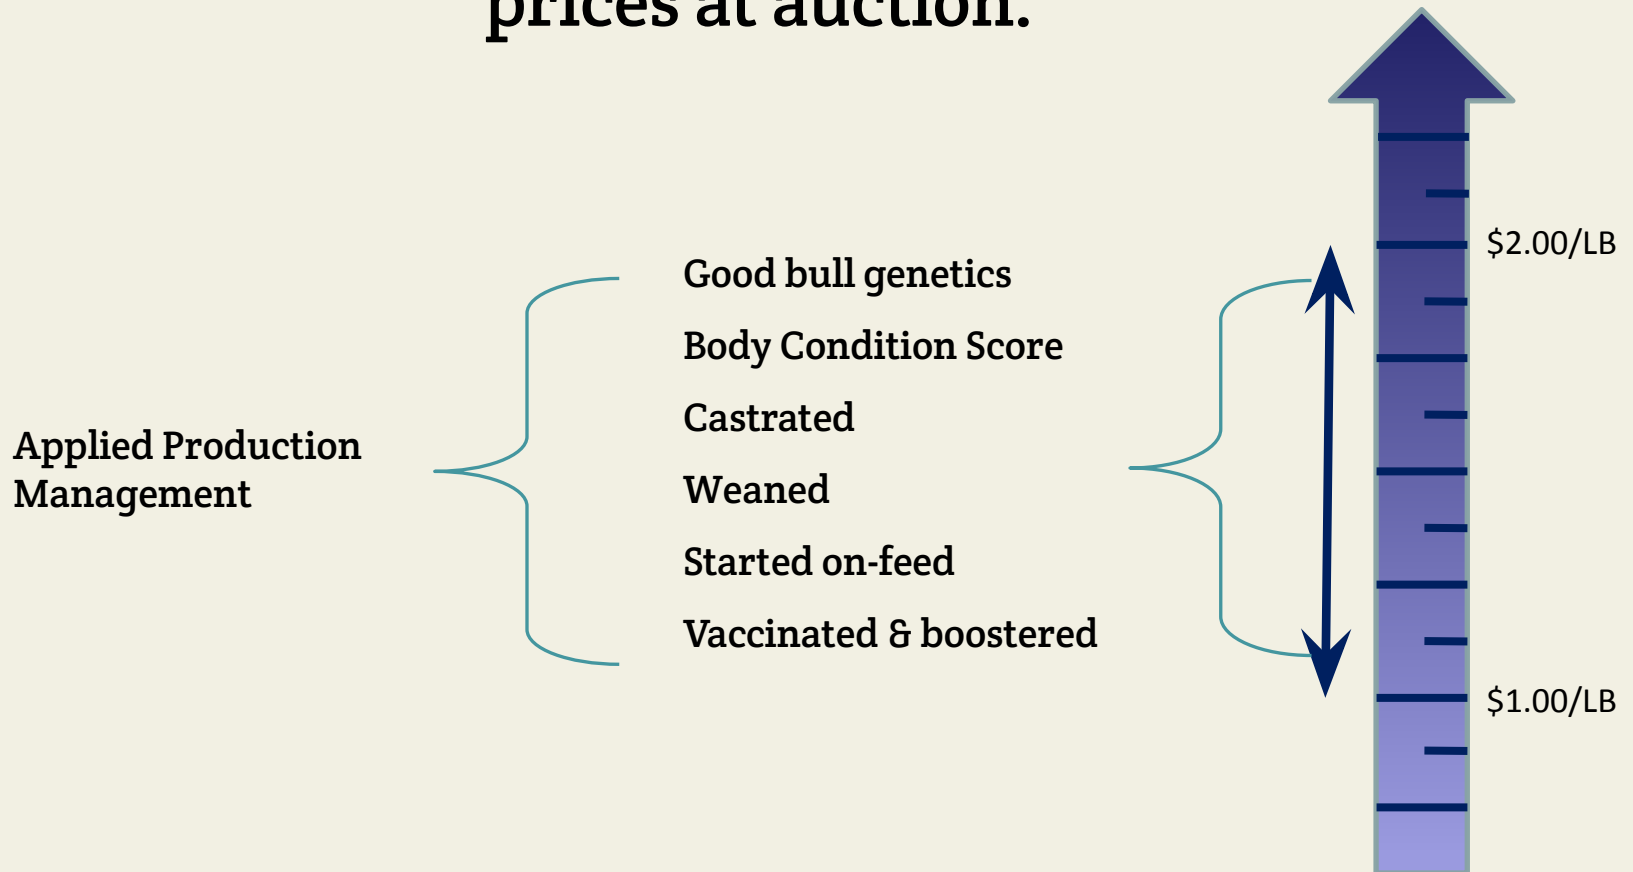 prices at auction.
$2.00/LB
Good bull genetics
Body Condition Score
Castrated
Applied Production
Management
Weaned
Started on-feed
Vaccinated & boostered
$1.00/LB